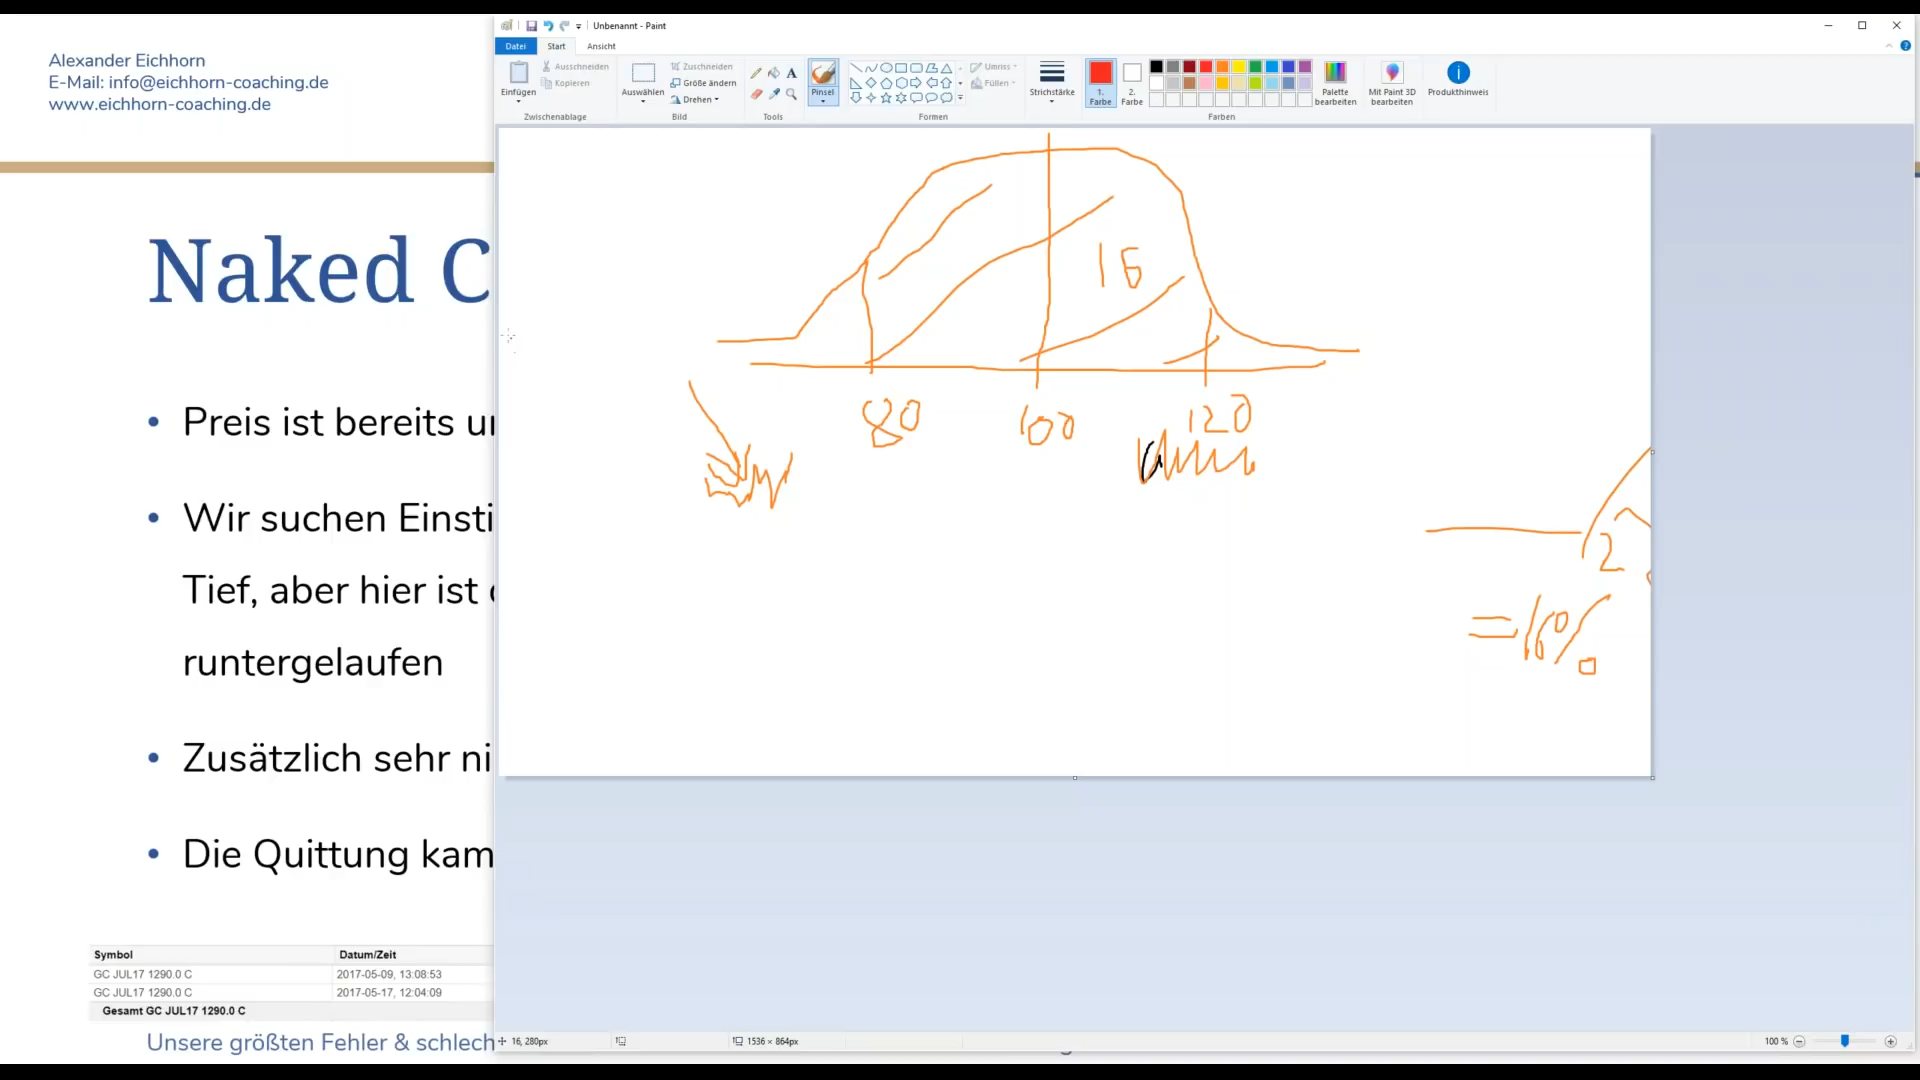 Alexander Eichhorn
E-Mail: info@eichhorn-coaching.de
www.eichhorn-coaching.de
Naked C
Preis ist bereits u
Wir suchen Einsti
Tief, aber hier ist
runtergelaufen
Zusätzlich sehr ni
Die Quittung kam
Symbol Datum/Zeit
GC JUL17 1290.0 C 2017-05-09, 13:08:53
GC JUL17 1290.0 C 2017-05-17, 12:04:09
Gesamt GC JUL17 1290.0 C
Unsere größten Fehler & schlech
Unbenannt - Paint
Datei Start Ansicht
Einfügen
Ausschneiden
Kopieren
Zwischenablage
Auswählen
Zuschneiden
Größe ändern
Drehen
Bild
A
Tools
Pinsel
Umriss
Füllen
Formen
Strichstärke
1. Farbe
2. Farbe
Palette bearbeiten
Farben
Mit Paint 3D bearbeiten
Produkthinweis
16
80 100 120
2
=16%
16, 280px
1536 × 864px
100 %